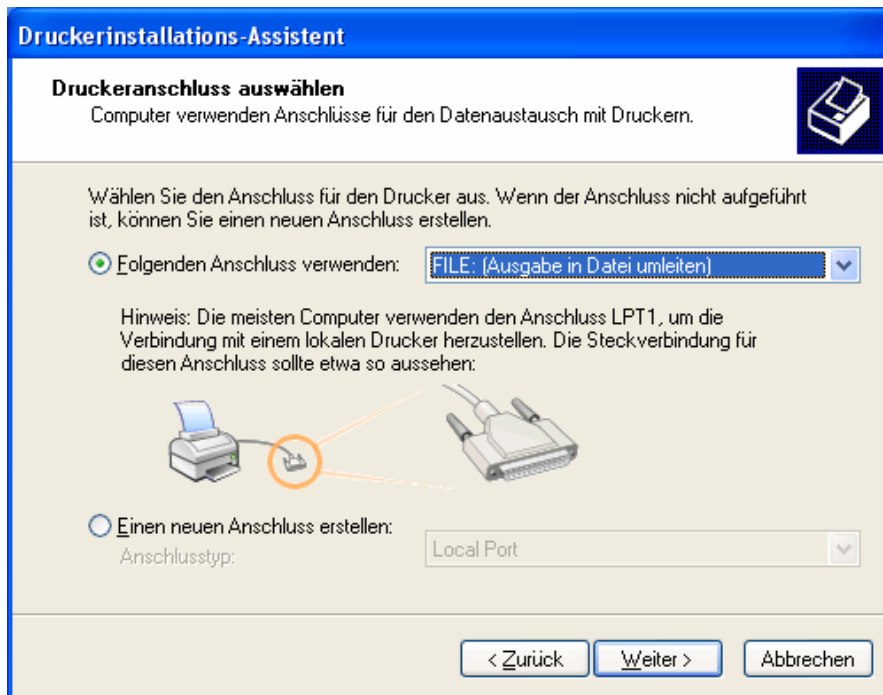 Druckerinstallations-Assistent
Druckeranschluss auswählen
Computer verwenden Anschlüsse für den Datenaustausch mit Druckern.
Wählen Sie den Anschluss für den Drucker aus. Wenn der Anschluss nicht aufgeführt
ist, können Sie einen neuen Anschluss erstellen.
Folgenden Anschluss verwenden: FILE: (Ausgabe in Datei umleiten)
Hinweis: Die meisten Computer verwenden den Anschluss LPT1, um die
Verbindung mit einem lokalen Drucker herzustellen. Die Steckverbindung für
diesen Anschluss sollte etwa so aussehen:
Einen neuen Anschluss erstellen:
Anschlusstyp: Local Port
< Zurück Weiter > Abbrechen